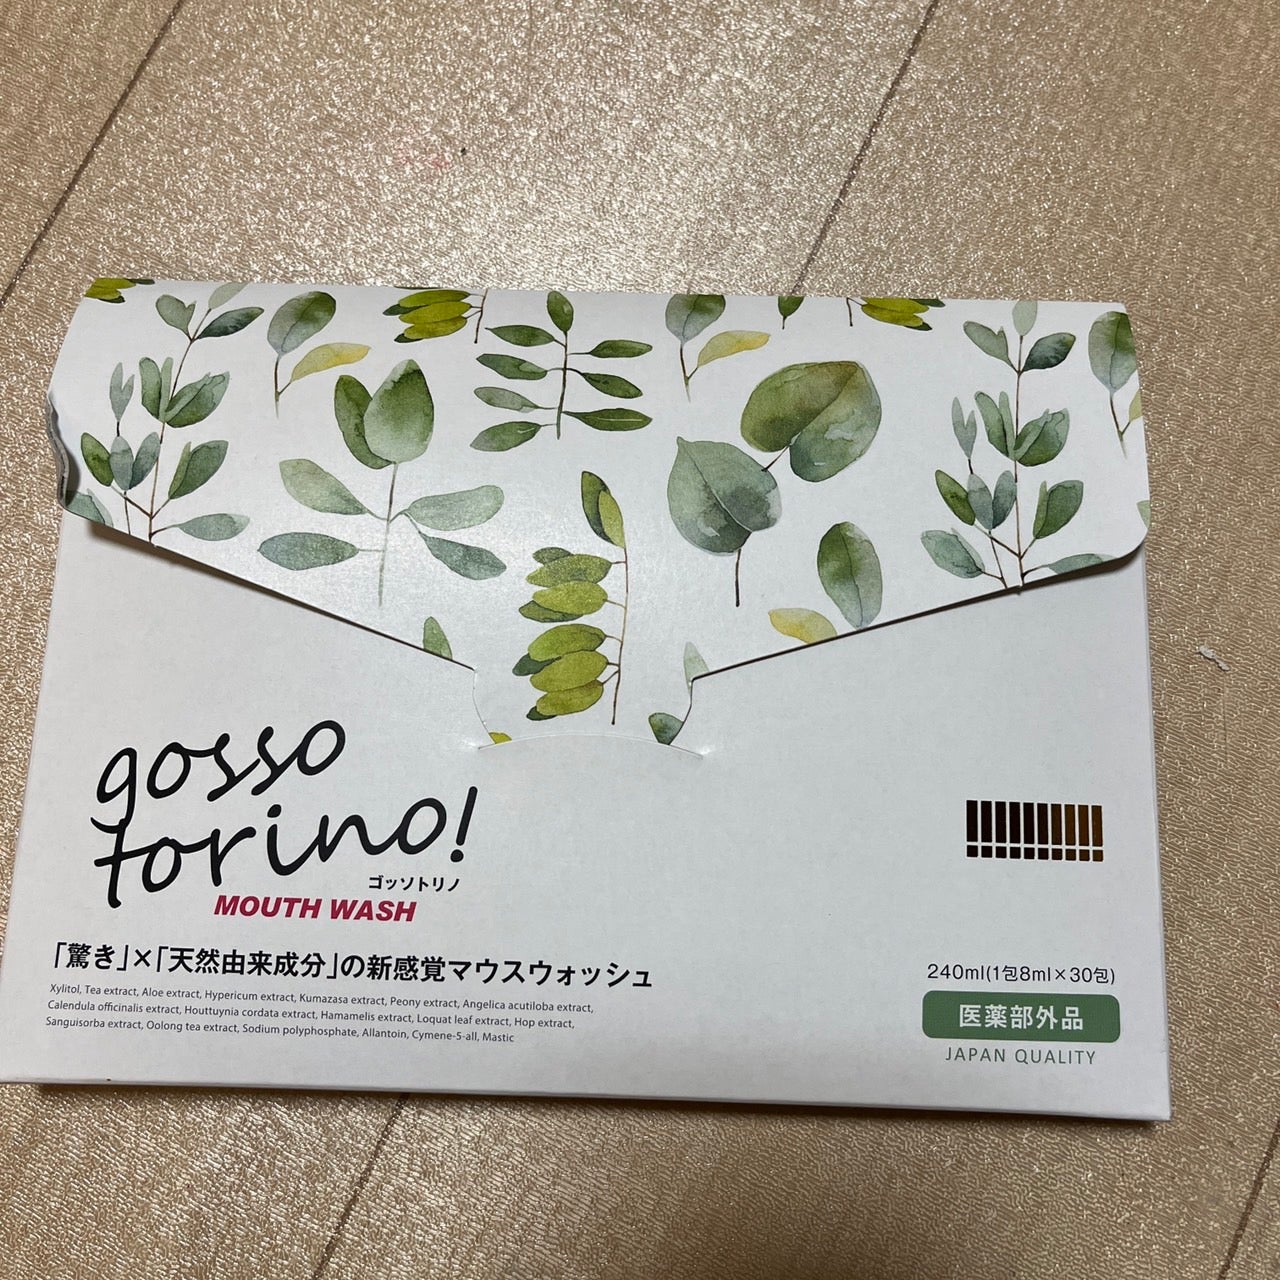 gosso
torino!
ゴッソトリノ
MOUTH WASH
「驚き」×「天然由来成分」の新感覚マウスウォッシュ
Xylitol, Tea extract, Aloe extract, Hypericum extract, Kumazasa extract, Peony extract, Angelica acutiloba extract,
Calendula officinalis extract, Houttuynia cordata extract, Hamamelis extract, Loquat leaf extract, Hop extract,
Sanguisorba extract, Oolong tea extract, Sodium polyphosphate, Allantoin, Cymene-5-all, Mastic
240ml(1包8ml×30包)
医薬部外品
JAPAN QUALITY